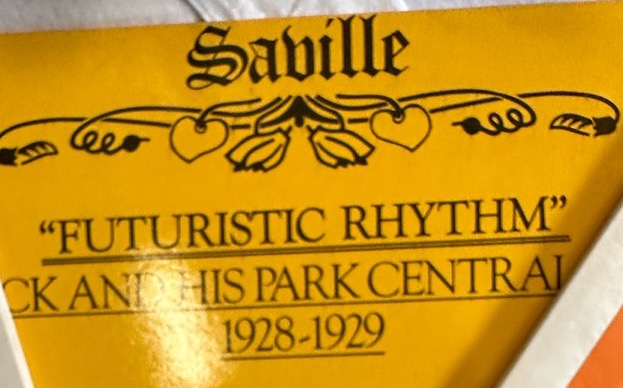 Saville
“FUTURISTIC RHYTHM”
CK AND HIS PARK CENTRAL
1928-1929